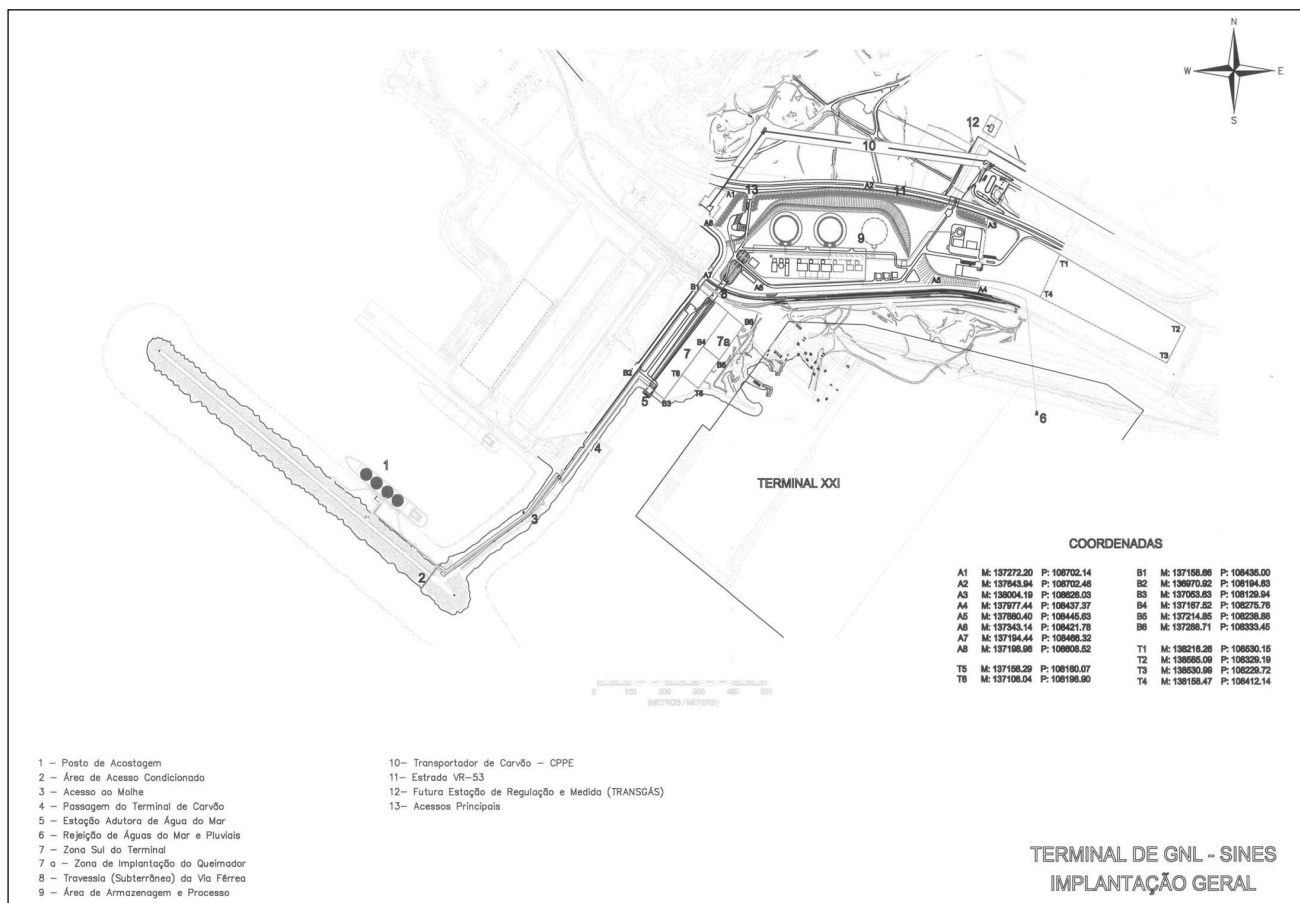 N
W E
S
12
10
13
A2
11
A1
A3
A8
9
T1
A7
A5
A6
A4
T4
B1
8
T2
B6
7a
B4
7
T3
B5
B2
T6
T5
5
B3
6
4
1
TERMINAL XXI
3
2
COORDENADAS
A1 M: 137272.20 P: 108702.14
A2 M: 137643.94 P: 108702.46
A3 M: 138004.19 P: 108628.03
A4 M: 137977.44 P: 108437.37
A5 M: 137880.40 P: 108445.63
A6 M: 137343.14 P: 108421.78
A7 M: 137194.44 P: 108466.32
A8 M: 137198.96 P: 108608.52
T5 M: 137156.29 P: 108160.07
T6 M: 137106.04 P: 108198.90
B1 M: 137158.66 P: 108435.00
B2 M: 136970.92 P: 108194.63
B3 M: 137053.63 P: 108129.94
B4 M: 137167.52 P: 108275.76
B5 M: 137214.85 P: 108238.88
B6 M: 137288.71 P: 108333.45
T1 M: 138216.26 P: 108530.15
T2 M: 138585.09 P: 108329.19
T3 M: 138530.99 P: 108229.72
T4 M: 138158.47 P: 108412.14
0 100 200 300 400 500
(METROS / METERS)
1 – Posto de Acostagem
2 – Área de Acesso Condicionado
3 – Acesso ao Molhe
4 – Passagem do Terminal de Carvão
5 – Estação Adutora de Água do Mar
6 – Rejeição de Águas do Mar e Pluviais
7 – Zona Sul do Terminal
7 a – Zona de Implantação do Queimador
8 – Travessia (Subterrânea) da Via Férrea
9 – Área de Armazenagem e Processo
10– Transportador de Carvão – CPPE
11– Estrada VR–53
12– Futura Estação de Regulação e Medida (TRANSGÁS)
13– Acessos Principais
TERMINAL DE GNL - SINES
IMPLANTAÇÃO GERAL